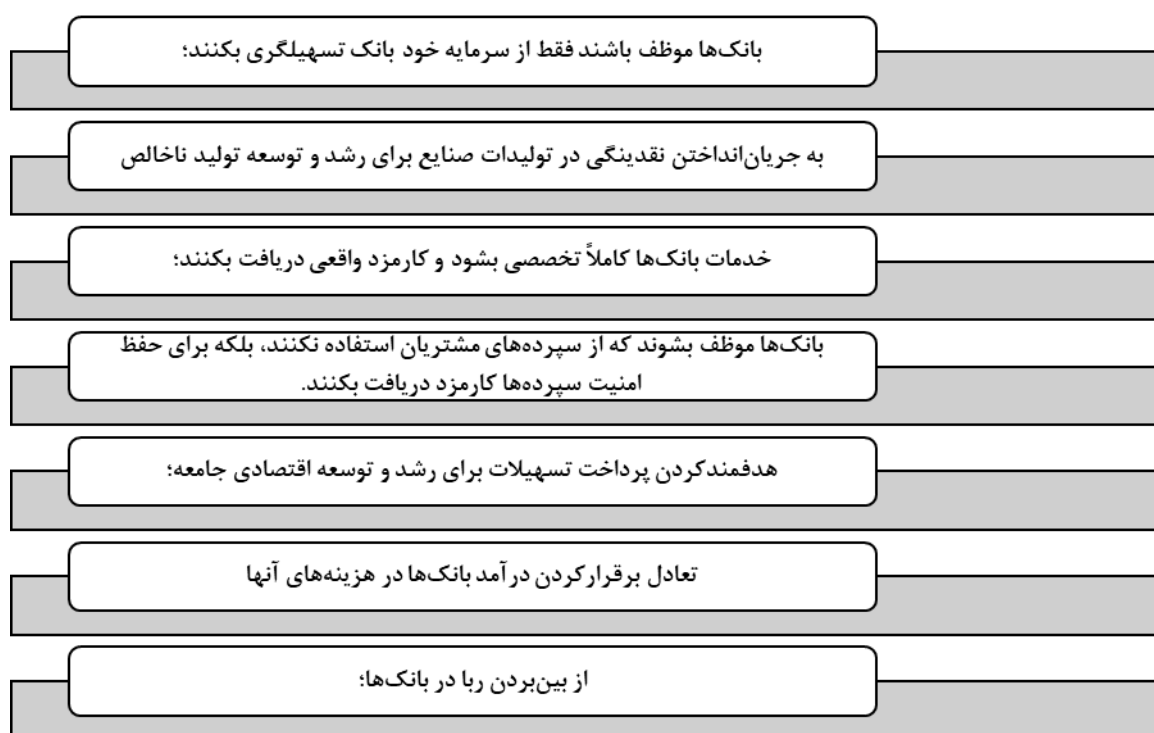 بانک‌ها موظف باشند فقط از سرمایه خود بانک تسهیلگری بکنند؛
به جریان‌انداختن نقدینگی در تولیدات صنایع برای رشد و توسعه تولید ناخالص
خدمات بانک‌ها کاملاً تخصصی بشود و کارمزد واقعی دریافت بکنند؛
بانک‌ها موظف بشوند که از سپرده‌های مشتریان استفاده نکنند، بلکه برای حفظ
امنیت سپرده‌ها کارمزد دریافت بکنند.
هدفمندکردن پرداخت تسهیلات برای رشد و توسعه اقتصادی جامعه؛
تعادل برقرارکردن درآمد بانک‌ها در هزینه‌های آنها
از بین‌بردن ربا در بانک‌ها؛